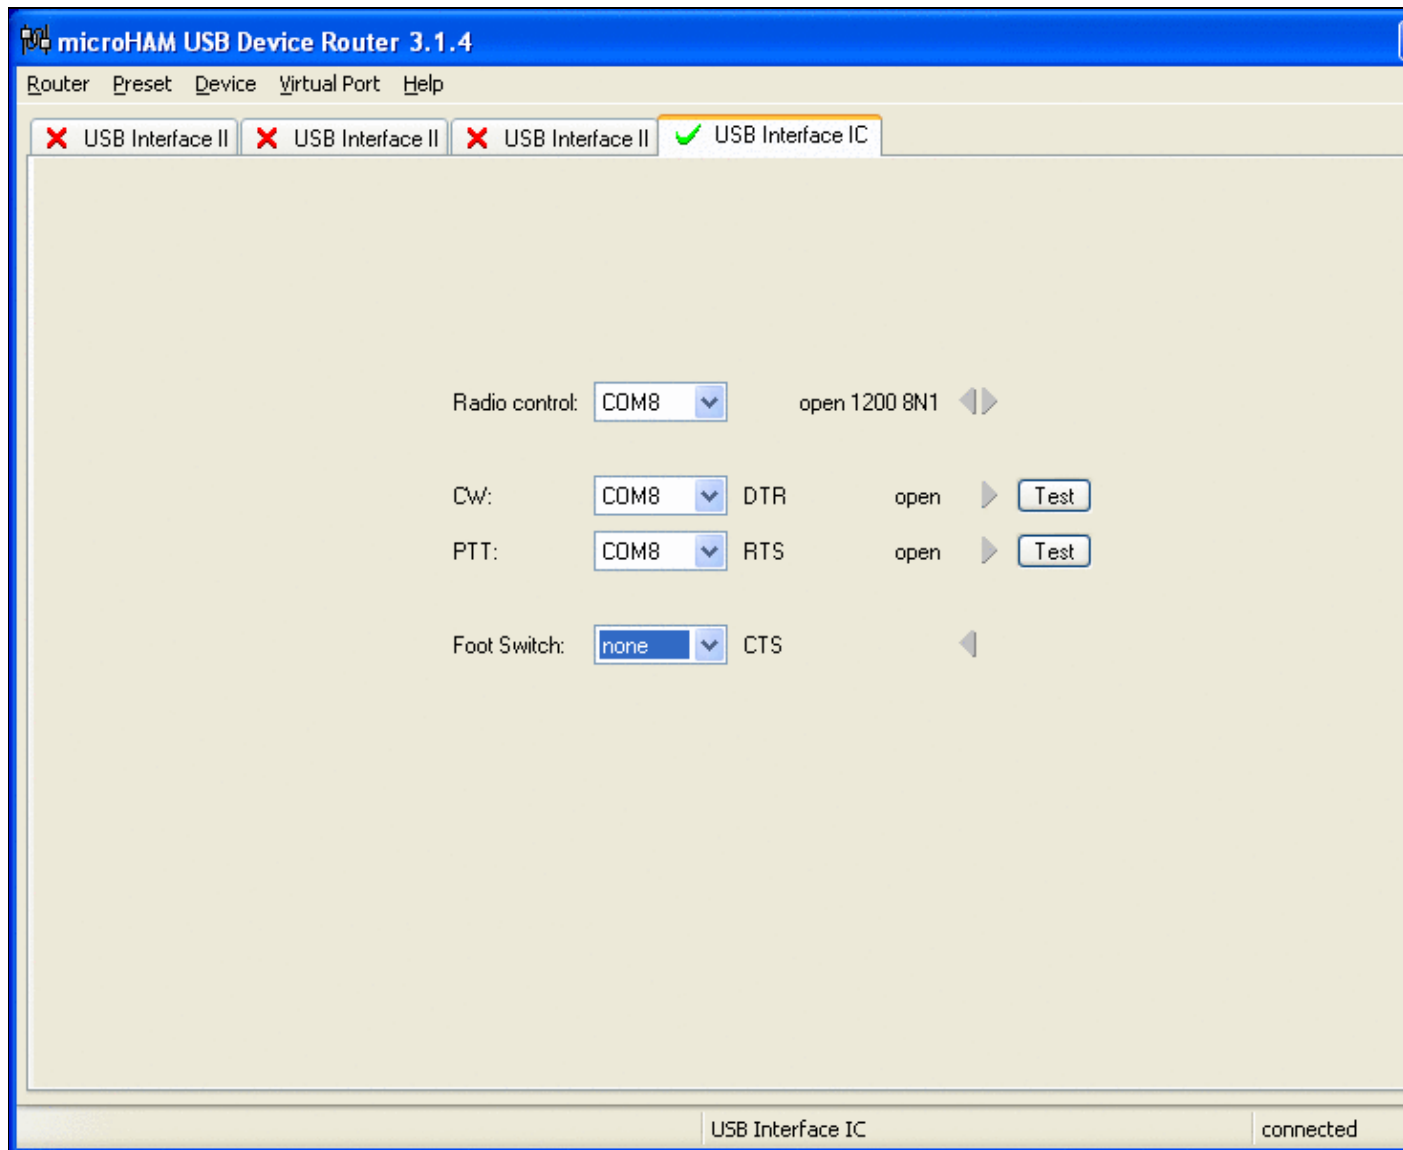 microHAM USB Device Router 3.1.4
Router Preset Device Virtual Port Help
USB Interface II USB Interface II USB Interface II USB Interface IC
Radio control: COM8 open 1200 8N1
CW: COM8 DTR open Test
PTT: COM8 RTS open Test
Foot Switch: none CTS
USB Interface IC connected